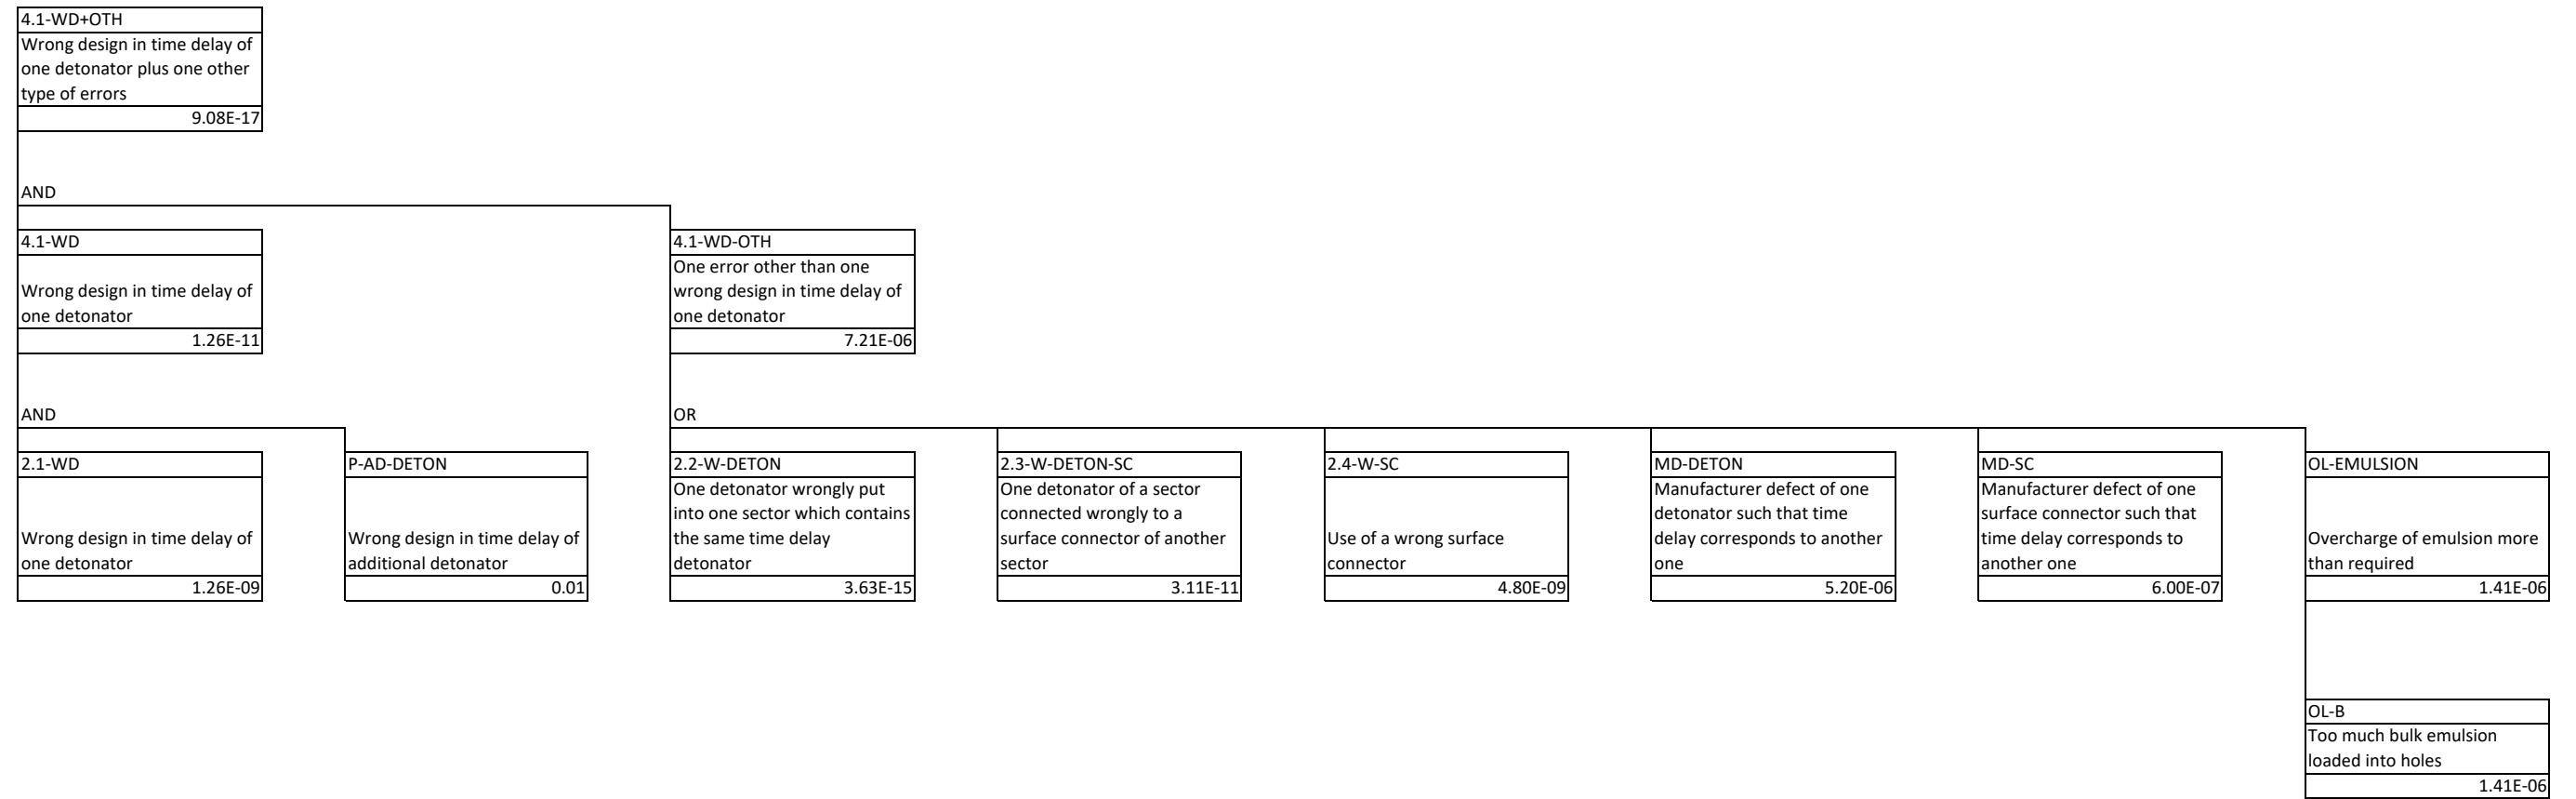 4.1-WD+OTH
Wrong design in time delay of
one detonator plus one other
type of errors
9.08E-17
AND
4.1-WD
Wrong design in time delay of
one detonator
1.26E-11
4.1-WD-OTH
One error other than one
wrong design in time delay of
one detonator
7.21E-06
AND
OR
2.1-WD
Wrong design in time delay of
one detonator
1.26E-09
P-AD-DETON
Wrong design in time delay of
additional detonator
0.01
2.2-W-DETON
One detonator wrongly put
into one sector which contains
the same time delay
detonator
3.63E-15
2.3-W-DETON-SC
One detonator of a sector
connected wrongly to a
surface connector of another
sector
3.11E-11
2.4-W-SC
Use of a wrong surface
connector
4.80E-09
MD-DETON
Manufacturer defect of one
detonator such that time
delay corresponds to another
one
5.20E-06
MD-SC
Manufacturer defect of one
surface connector such that
time delay corresponds to
another one
6.00E-07
OL-EMULSION
Overcharge of emulsion more
than required
1.41E-06
OL-B
Too much bulk emulsion
loaded into holes
1.41E-06